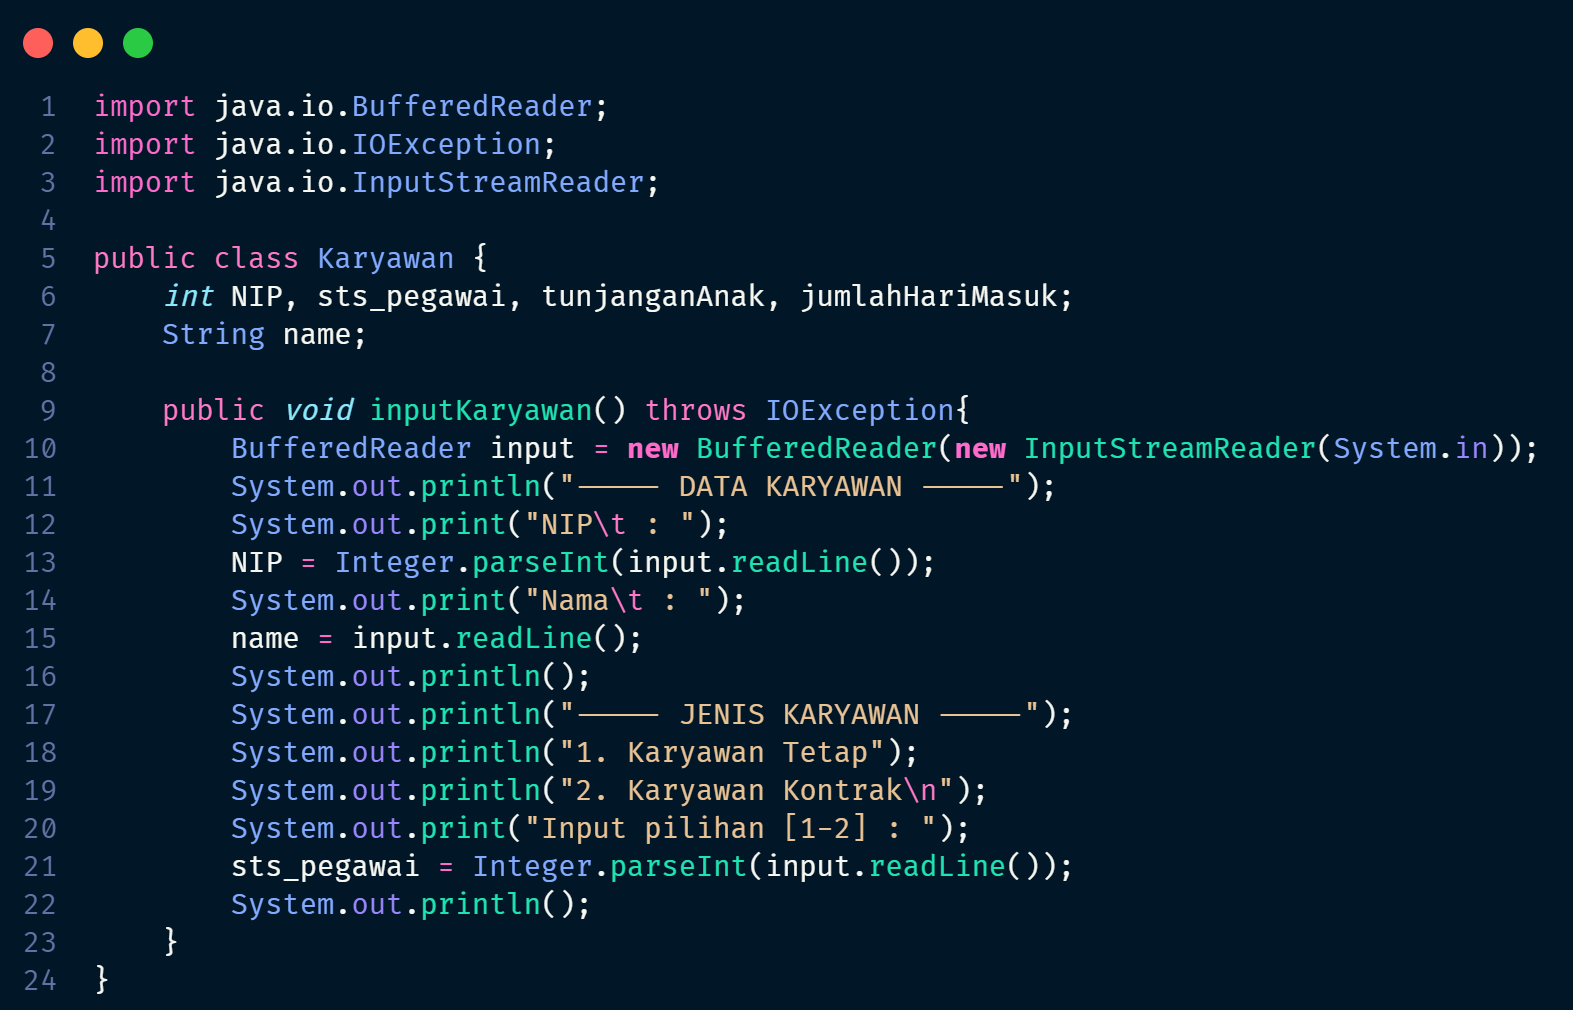 1 import java.io.BufferedReader;
2 import java.io.IOException;
3 import java.io.InputStreamReader;
4
5 public class Karyawan {
6     int NIP, sts_pegawai, tunjanganAnak, jumlahHariMasuk;
7     String name;
8
9     public void inputKaryawan() throws IOException{
10         BufferedReader input = new BufferedReader(new InputStreamReader(System.in));
11         System.out.println("----- DATA KARYAWAN -----");
12         System.out.print("NIP\t : ");
13         NIP = Integer.parseInt(input.readLine());
14         System.out.print("Nama\t : ");
15         name = input.readLine();
16         System.out.println();
17         System.out.println("----- JENIS KARYAWAN -----");
18         System.out.println("1. Karyawan Tetap");
19         System.out.println("2. Karyawan Kontrak\n");
20         System.out.print("Input pilihan [1-2] : ");
21         sts_pegawai = Integer.parseInt(input.readLine());
22         System.out.println();
23     }
24 }